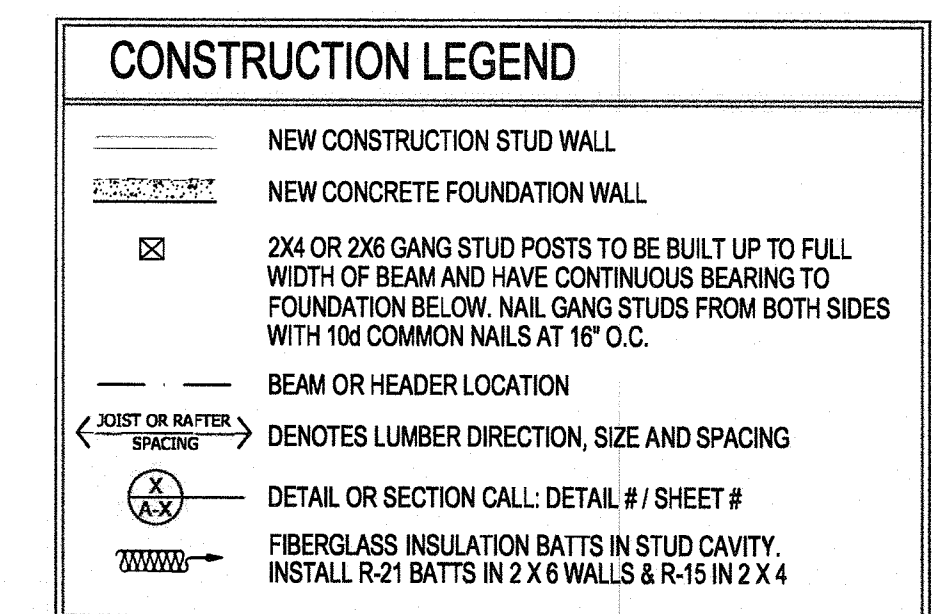 CONSTRUCTION LEGEND
NEW CONSTRUCTION STUD WALL
NEW CONCRETE FOUNDATION WALL
2X4 OR 2X6 GANG STUD POSTS TO BE BUILT UP TO FULL
WIDTH OF BEAM AND HAVE CONTINUOUS BEARING TO
FOUNDATION BELOW. NAIL GANG STUDS FROM BOTH SIDES
WITH 10d COMMON NAILS AT 16" O.C.
BEAM OR HEADER LOCATION
JOIST OR RAFTER
SPACING
DENOTES LUMBER DIRECTION, SIZE AND SPACING
X
A-X
DETAIL OR SECTION CALL: DETAIL # / SHEET #
FIBERGLASS INSULATION BATTS IN STUD CAVITY.
INSTALL R-21 BATTS IN 2 X 6 WALLS & R-15 IN 2 X 4